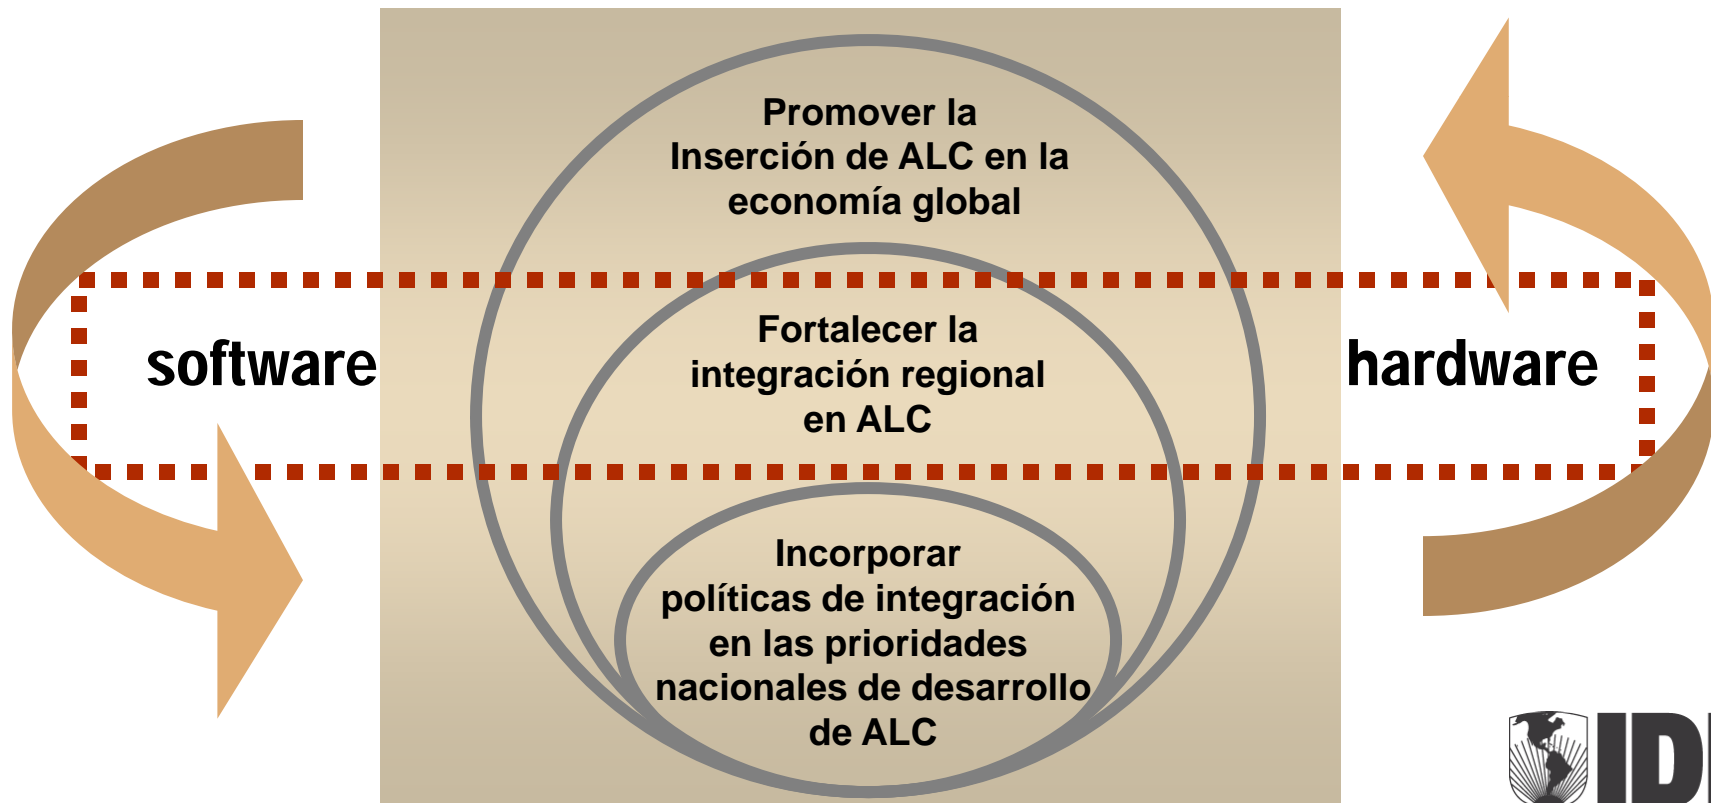 Promover la
Inserción de ALC en la
economía global
software
Fortalecer la
integración regional
en ALC
hardware
Incorporar
políticas de integración
en las prioridades
nacionales de desarrollo
de ALC